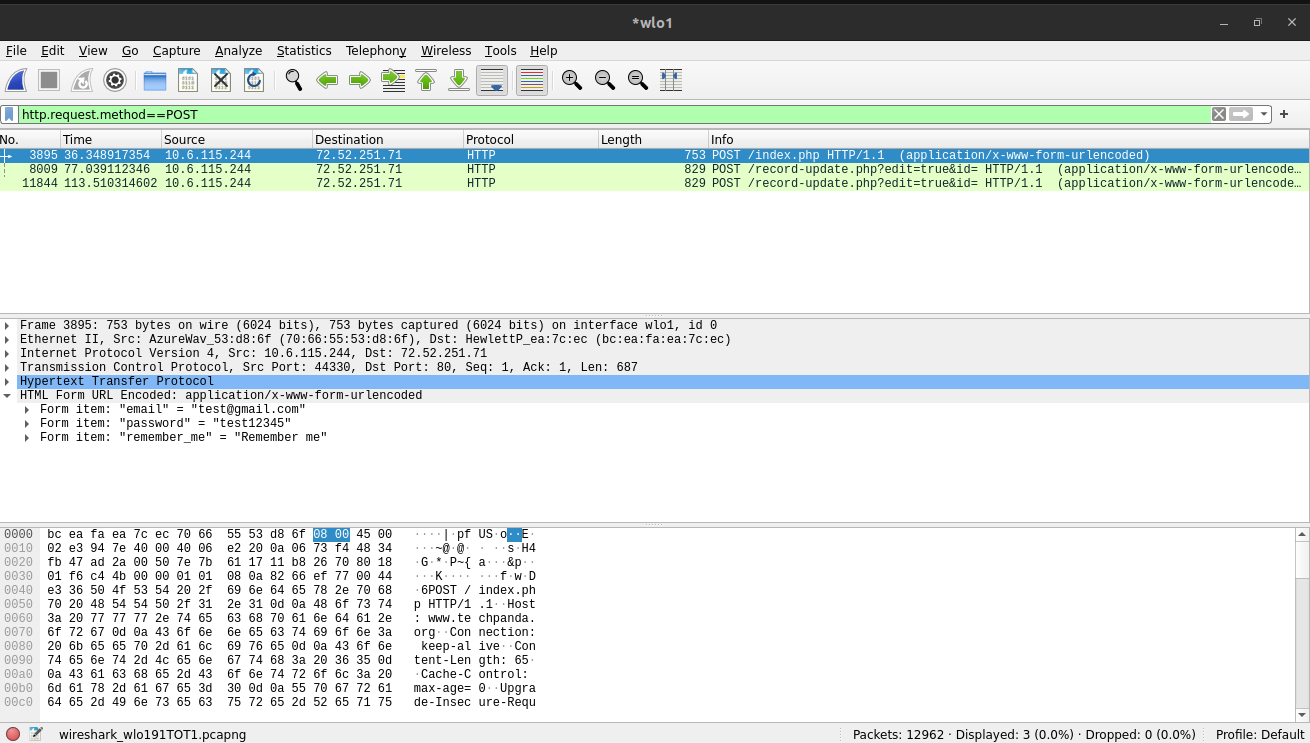 *wlo1
File Edit View Go Capture Analyze Statistics Telephony Wireless Tools Help
http.request.method==POST
No. Time Source Destination Protocol Length Info
3895 36.348917354 10.6.115.244 72.52.251.71 HTTP 753 POST /index.php HTTP/1.1 (application/x-www-form-urlencoded)
8009 77.039112346 10.6.115.244 72.52.251.71 HTTP 829 POST /record-update.php?edit=true&id= HTTP/1.1 (application/x-www-form-urlencode…
11844 113.510314602 10.6.115.244 72.52.251.71 HTTP 829 POST /record-update.php?edit=true&id= HTTP/1.1 (application/x-www-form-urlencode…
Frame 3895: 753 bytes on wire (6024 bits), 753 bytes captured (6024 bits) on interface wlo1, id 0
Ethernet II, Src: AzureWav_53:d8:6f (70:66:55:53:d8:6f), Dst: HewlettP_ea:7c:ec (bc:ea:fa:ea:7c:ec)
Internet Protocol Version 4, Src: 10.6.115.244, Dst: 72.52.251.71
Transmission Control Protocol, Src Port: 44330, Dst Port: 80, Seq: 1, Ack: 1, Len: 687
Hypertext Transfer Protocol
HTML Form URL Encoded: application/x-www-form-urlencoded
Form item: "email" = "test@gmail.com"
Form item: "password" = "test12345"
Form item: "remember_me" = "Remember me"
0000 bc ea fa ea 7c ec 70 66 55 53 d8 6f 08 00 45 00 ····|·pf US·o··E·
0010 02 e3 94 7e 40 00 40 06 e2 20 0a 06 73 f4 48 34 ···~@·@· · ··s·H4
0020 fb 47 ad 2a 00 50 7e 7b 61 17 11 b8 26 70 80 18 ·G·*·P~{ a···&p··
0030 01 f6 c4 4b 00 00 01 01 08 0a 82 66 ef 77 00 44 ···K···· ···f·w·D
0040 e3 36 50 4f 53 54 20 2f 69 6e 64 65 78 2e 70 68 ·6POST / index.ph
0050 70 20 48 54 54 50 2f 31 2e 31 0d 0a 48 6f 73 74 p HTTP/1 .1··Host
0060 3a 20 77 77 77 2e 74 65 63 68 70 61 6e 64 61 2e : www.te chpanda.
0070 6f 72 67 0d 0a 43 6f 6e 6e 65 63 74 69 6f 6e 3a org··Con nection:
0080 20 6b 65 65 70 2d 61 6c 69 76 65 0d 0a 43 6f 6e keep-al ive··Con
0090 74 65 6e 74 2d 4c 65 6e 67 74 68 3a 20 36 35 0d tent-Len gth: 65·
00a0 0a 43 61 63 68 65 2d 43 6f 6e 74 72 6f 6c 3a 20 ·Cache-C ontrol:
00b0 6d 61 78 2d 61 67 65 3d 30 0d 0a 55 70 67 72 61 max-age= 0··Upgra
00c0 64 65 2d 49 6e 73 65 63 75 72 65 2d 52 65 71 75 de-Insec ure-Requ
wireshark_wlo191TOT1.pcapng Packets: 12962 · Displayed: 3 (0.0%) · Dropped: 0 (0.0%) Profile: Default